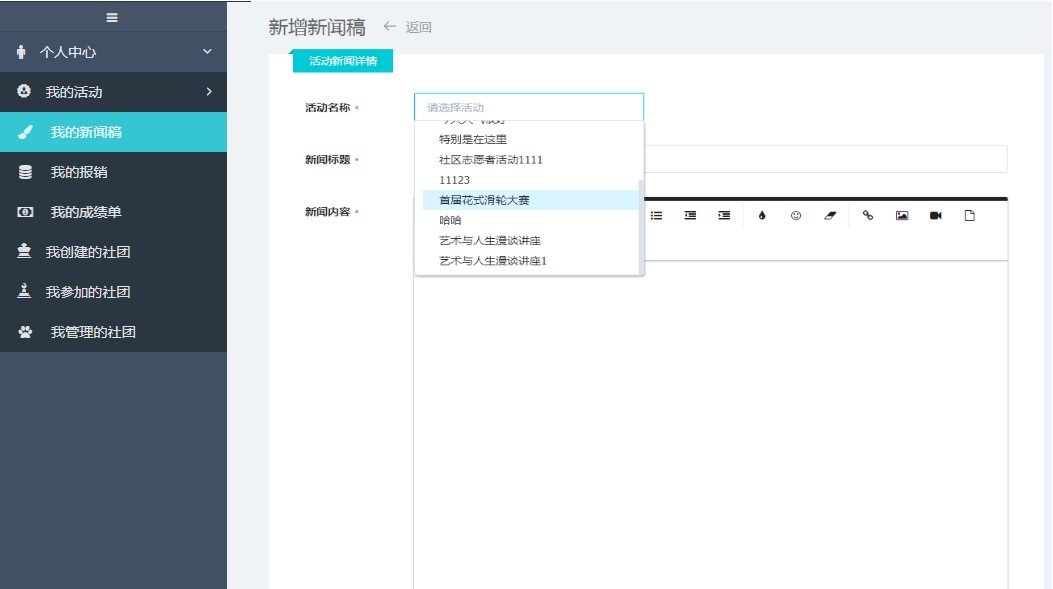 新增新闻稿 返回
个人中心
我的活动
我的新闻稿
我的报销
我的成绩单
我创建的社团
我参加的社团
我管理的社团
活动新闻详情
活动名称 *
请选择活动
特别是在这里
社区志愿者活动1111
11123
首届花式滑轮大赛
哈哈
艺术与人生漫谈讲座
艺术与人生漫谈讲座1
新闻标题 *
新闻内容 *